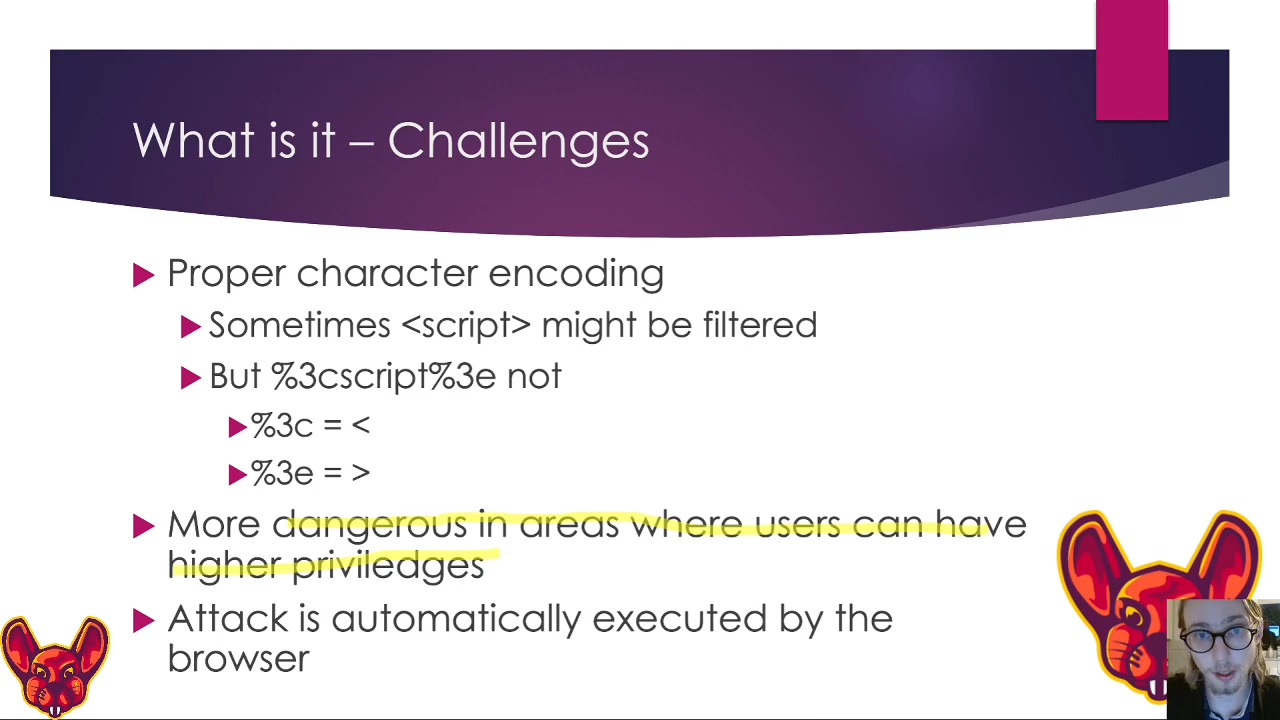 What is it – Challenges
Proper character encoding
Sometimes <script> might be filtered
But %3cscript%3e not
%3c = <
%3e = >
More dangerous in areas where users can have
higher priviledges
Attack is automatically executed by the
browser